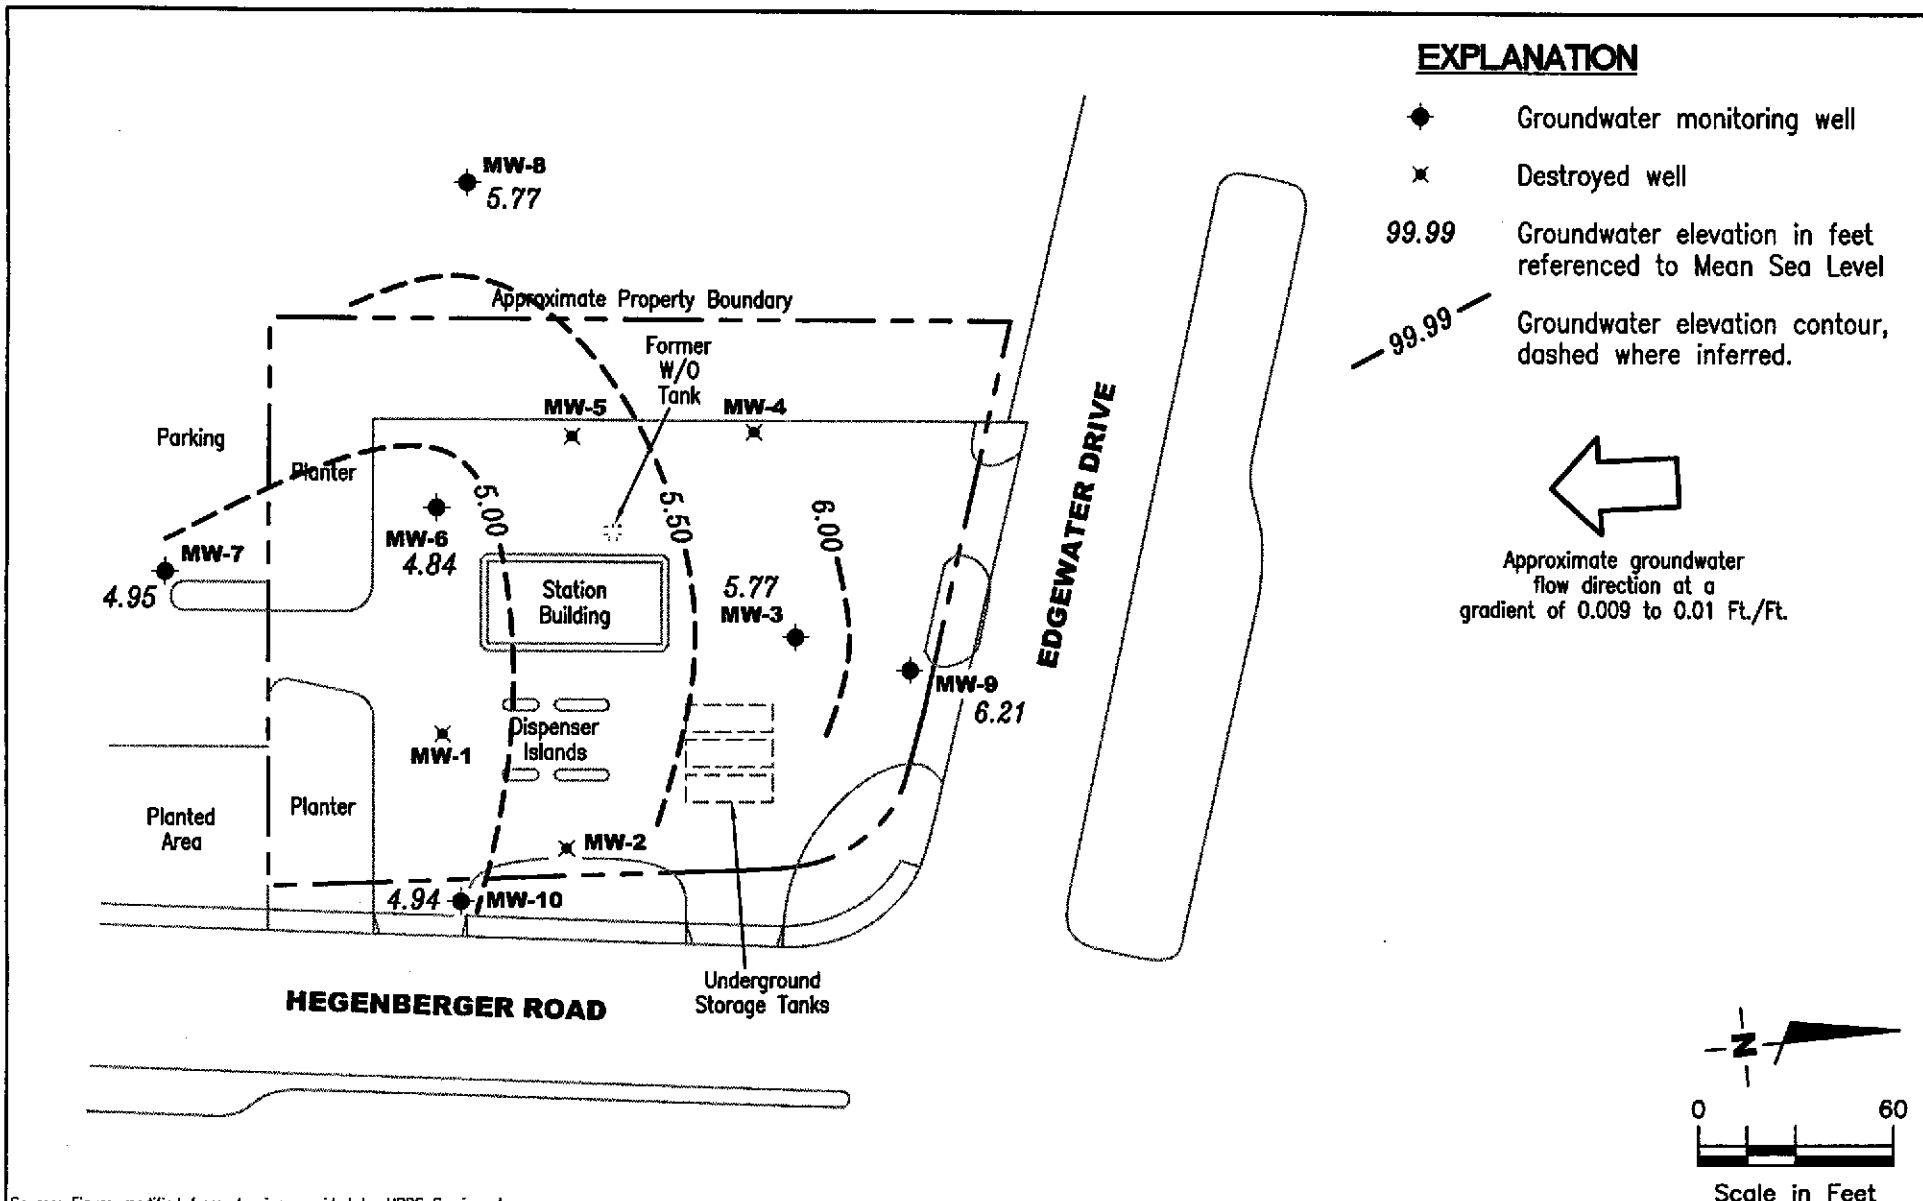 EXPLANATION
Groundwater monitoring well
Destroyed well
99.99
Groundwater elevation in feet
referenced to Mean Sea Level
99.99
Groundwater elevation contour,
dashed where inferred.
Approximate groundwater
flow direction at a
gradient of 0.009 to 0.01 Ft./Ft.
MW-8
5.77
Approximate Property Boundary
Former
W/O
Tank
MW-5
MW-4
Parking
Planter
5.00
5.50
6.00
MW-7
4.95
MW-6
4.84
Station
Building
5.77
MW-3
MW-9
6.21
EDGEWATER DRIVE
MW-1
Dispenser
Islands
Planted
Area
Planter
MW-2
4.94
MW-10
Underground
Storage Tanks
HEGENBERGER ROAD
N
0
60
Scale in Feet